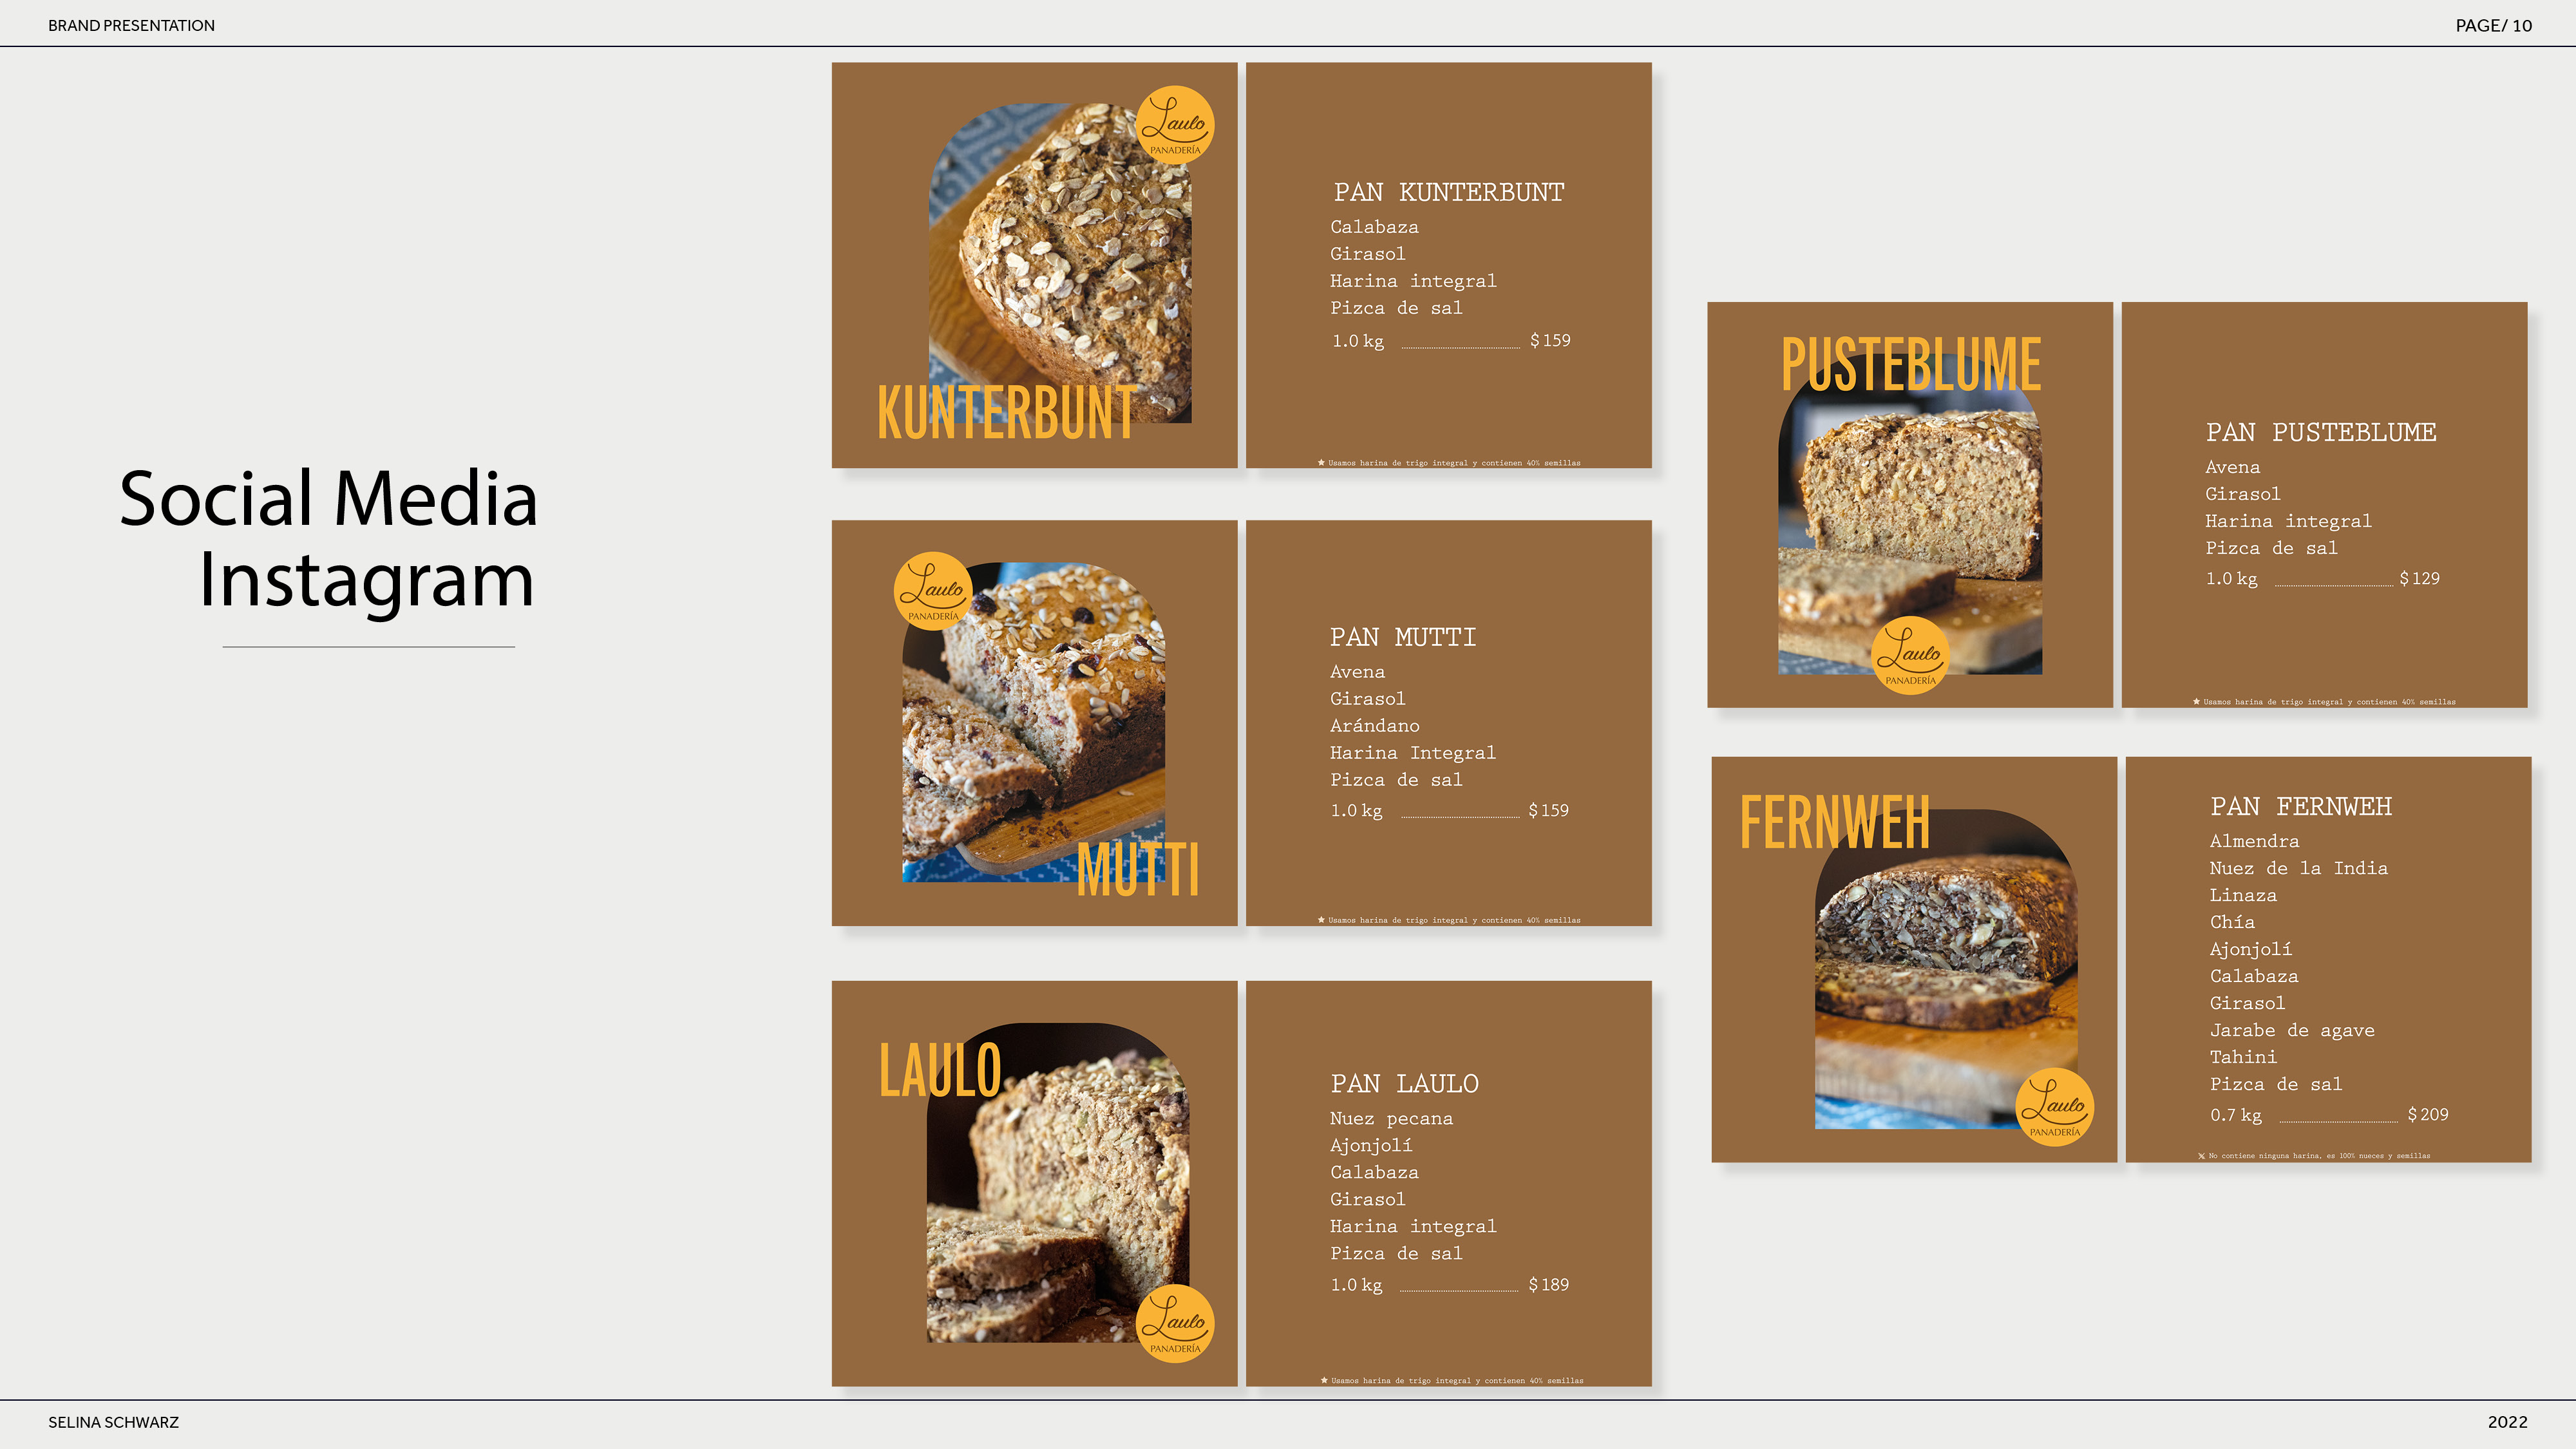 BRAND PRESENTATION
PAGE/ 10
Social Media
Instagram
Laulo
PANADERÍA
KUNTERBUNT
PAN KUNTERBUNT
Calabaza
Girasol
Harina integral
Pizca de sal
1.0 kg ........ $159
★ Usamos harina de trigo integral y contienen 40% semillas
Laulo
PANADERÍA
MUTTI
PAN MUTTI
Avena
Girasol
Arándano
Harina Integral
Pizca de sal
1.0 kg ........ $159
★ Usamos harina de trigo integral y contienen 40% semillas
LAULO
Laulo
PANADERÍA
PAN LAULO
Nuez pecana
Ajonjolí
Calabaza
Girasol
Harina integral
Pizca de sal
1.0 kg ........ $189
★ Usamos harina de trigo integral y contienen 40% semillas
PUSTEBLUME
Laulo
PANADERÍA
PAN PUSTEBLUME
Avena
Girasol
Harina integral
Pizca de sal
1.0 kg ........ $129
★ Usamos harina de trigo integral y contienen 40% semillas
FERNWEH
Laulo
PANADERÍA
PAN FERNWEH
Almendra
Nuez de la India
Linaza
Chía
Ajonjolí
Calabaza
Girasol
Jarabe de agave
Tahini
Pizca de sal
0.7 kg ........ $209
No contiene ninguna harina, es 100% nueces y semillas
SELINA SCHWARZ
2022